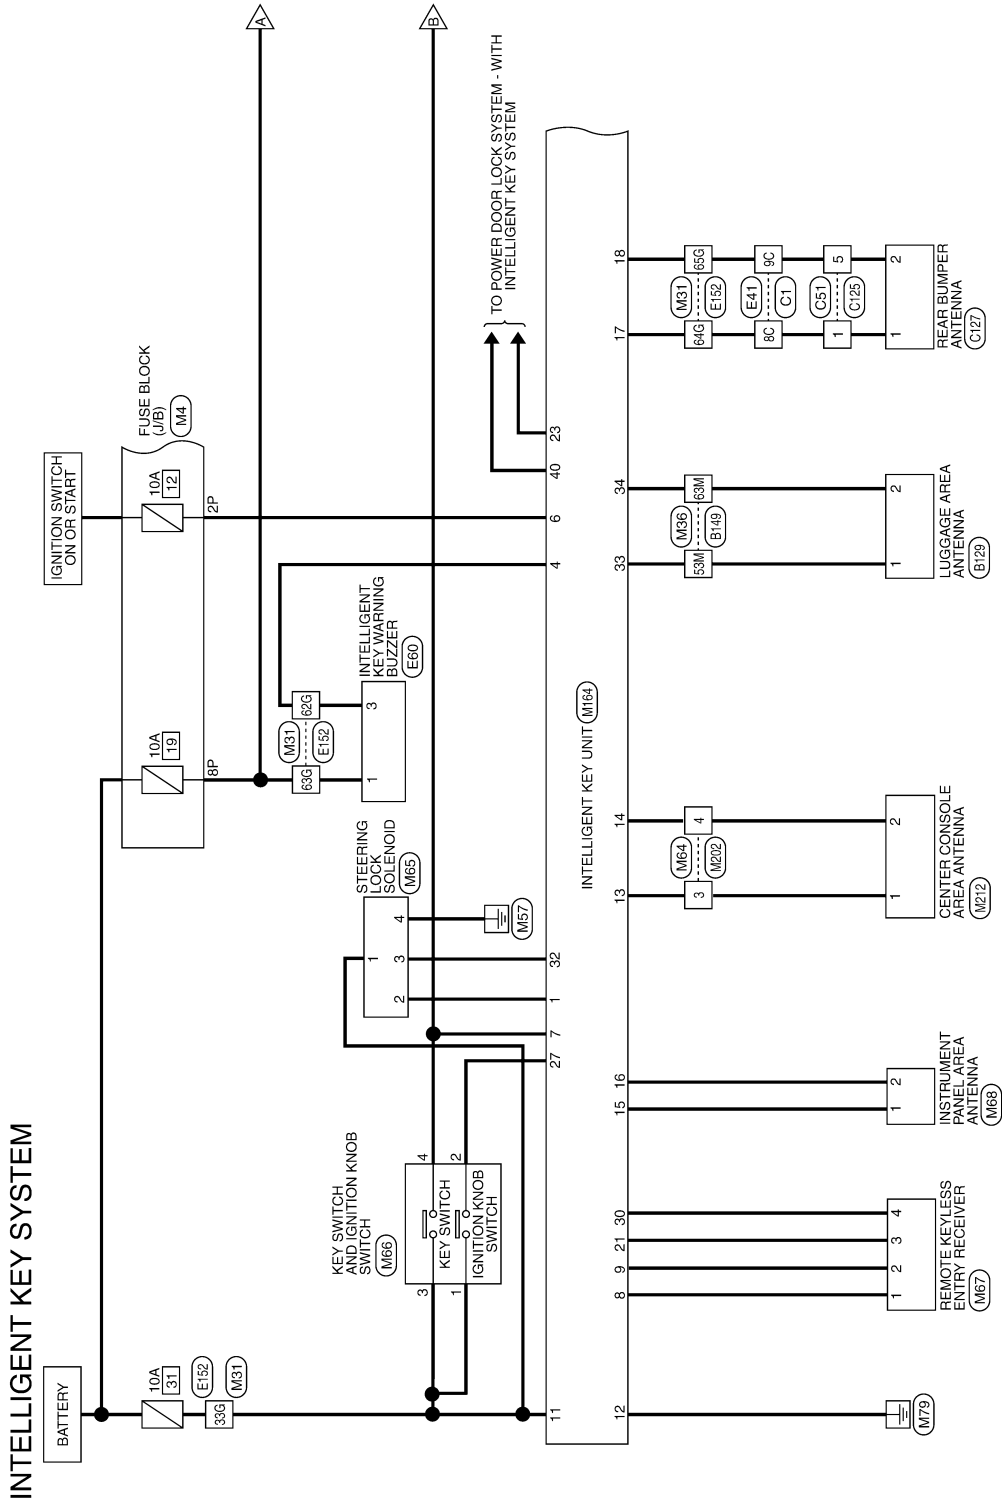 INTELLIGENT KEY SYSTEM
BATTERY
10A
31
E152
M31
33G
IGNITION SWITCH
ON OR START
FUSE BLOCK
(J/B)
M4
10A
19
8P
10A
12
2P
A
B
KEY SWITCH
AND IGNITION KNOB
SWITCH
M66
3
4
KEY SWITCH
1
2
IGNITION KNOB
SWITCH
STEERING
LOCK
SOLENOID
M65
1
2
3
4
M57
63G
M31
E152
62G
INTELLIGENT
KEY WARNING
BUZZER
E60
1
3
TO POWER DOOR LOCK SYSTEM - WITH
INTELLIGENT KEY SYSTEM
11
27
7
1
32
4
6
40
23
INTELLIGENT KEY UNIT
M164
12
8
9
21
30
15
16
13
14
33
34
17
18
M79
1
2
3
4
REMOTE KEYLESS
ENTRY RECEIVER
M67
1
2
INSTRUMENT
PANEL AREA
ANTENNA
M68
3
M64
M202
4
1
2
CENTER CONSOLE
AREA ANTENNA
M212
53M
M36
B149
63M
1
2
LUGGAGE AREA
ANTENNA
B129
64G
M31
E152
65G
8C
E41
C1
9C
1
C51
C125
5
1
2
REAR BUMPER
ANTENNA
C127